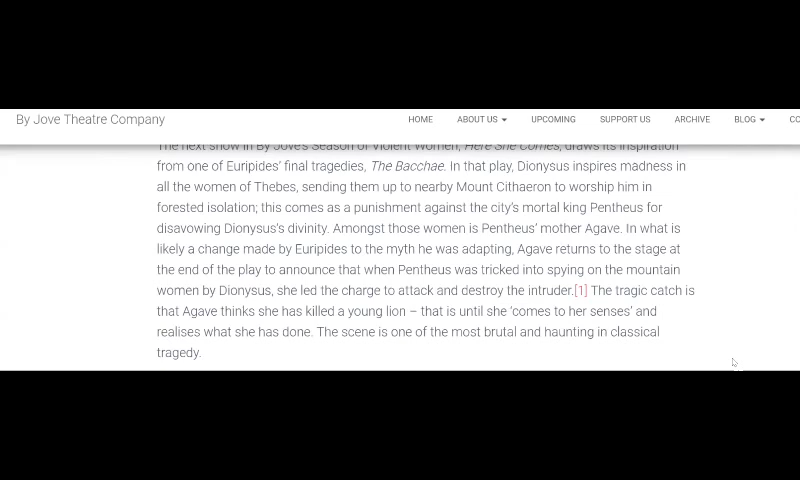 By Jove Theatre Company
HOME ABOUT US UPCOMING SUPPORT US ARCHIVE BLOG CO
The next show in By Jove's Season of Violent Women, Here She Comes, draws its inspiration
from one of Euripides' final tragedies, The Bacchae. In that play, Dionysus inspires madness in
all the women of Thebes, sending them up to nearby Mount Cithaeron to worship him in
forested isolation; this comes as a punishment against the city's mortal king Pentheus for
disavowing Dionysus's divinity. Amongst those women is Pentheus' mother Agave. In what is
likely a change made by Euripides to the myth he was adapting, Agave returns to the stage at
the end of the play to announce that when Pentheus was tricked into spying on the mountain
women by Dionysus, she led the charge to attack and destroy the intruder.[1] The tragic catch is
that Agave thinks she has killed a young lion – that is until she 'comes to her senses' and
realises what she has done. The scene is one of the most brutal and haunting in classical
tragedy.